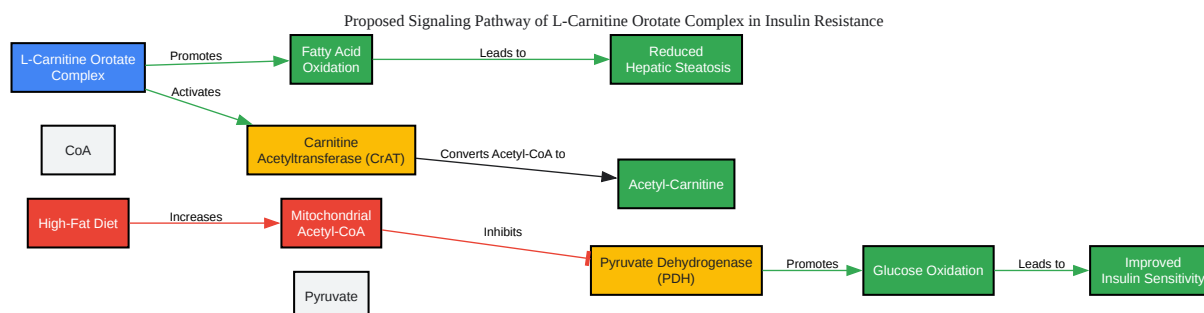 Proposed Signaling Pathway of L-Carnitine Orotate Complex in Insulin Resistance
L-Carnitine Orotate
Complex
Promotes
Fatty Acid
Oxidation
Leads to
Reduced
Hepatic Steatosis
Activates
CoA
Carnitine
Acetyltransferase (CrAT)
Converts Acetyl-CoA to
Acetyl-Carnitine
High-Fat Diet
Increases
Mitochondrial
Acetyl-CoA
Inhibits
Pyruvate Dehydrogenase
(PDH)
Promotes
Glucose Oxidation
Leads to
Improved
Insulin Sensitivity
Pyruvate